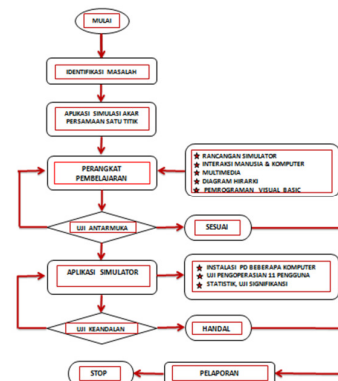 MULAI
IDENTIFIKASI MASALAH
APLIKASI SIMULASI AKAR
PERSAMAAN SATU TITIK
PERANGKAT
PEMBELAJARAN
RANCANGAN SIMULATOR
INTERAKSI MANUSIA & KOMPUTER
MULTIMEDIA
DIAGRAM HIRARKI
PEMROGRAMAN VISUAL BASIC
UJI ANTARMUKA
SESUAI
APLIKASI SIMULATOR
INSTALASI PD BEBERAPA KOMPUTER
UJI PENGOPERASIAN 11 PENGGUNA
STATISTIK, UJI SIGNIFIKANSI
UJI KEANDALAN
HANDAL
STOP
PELAPORAN